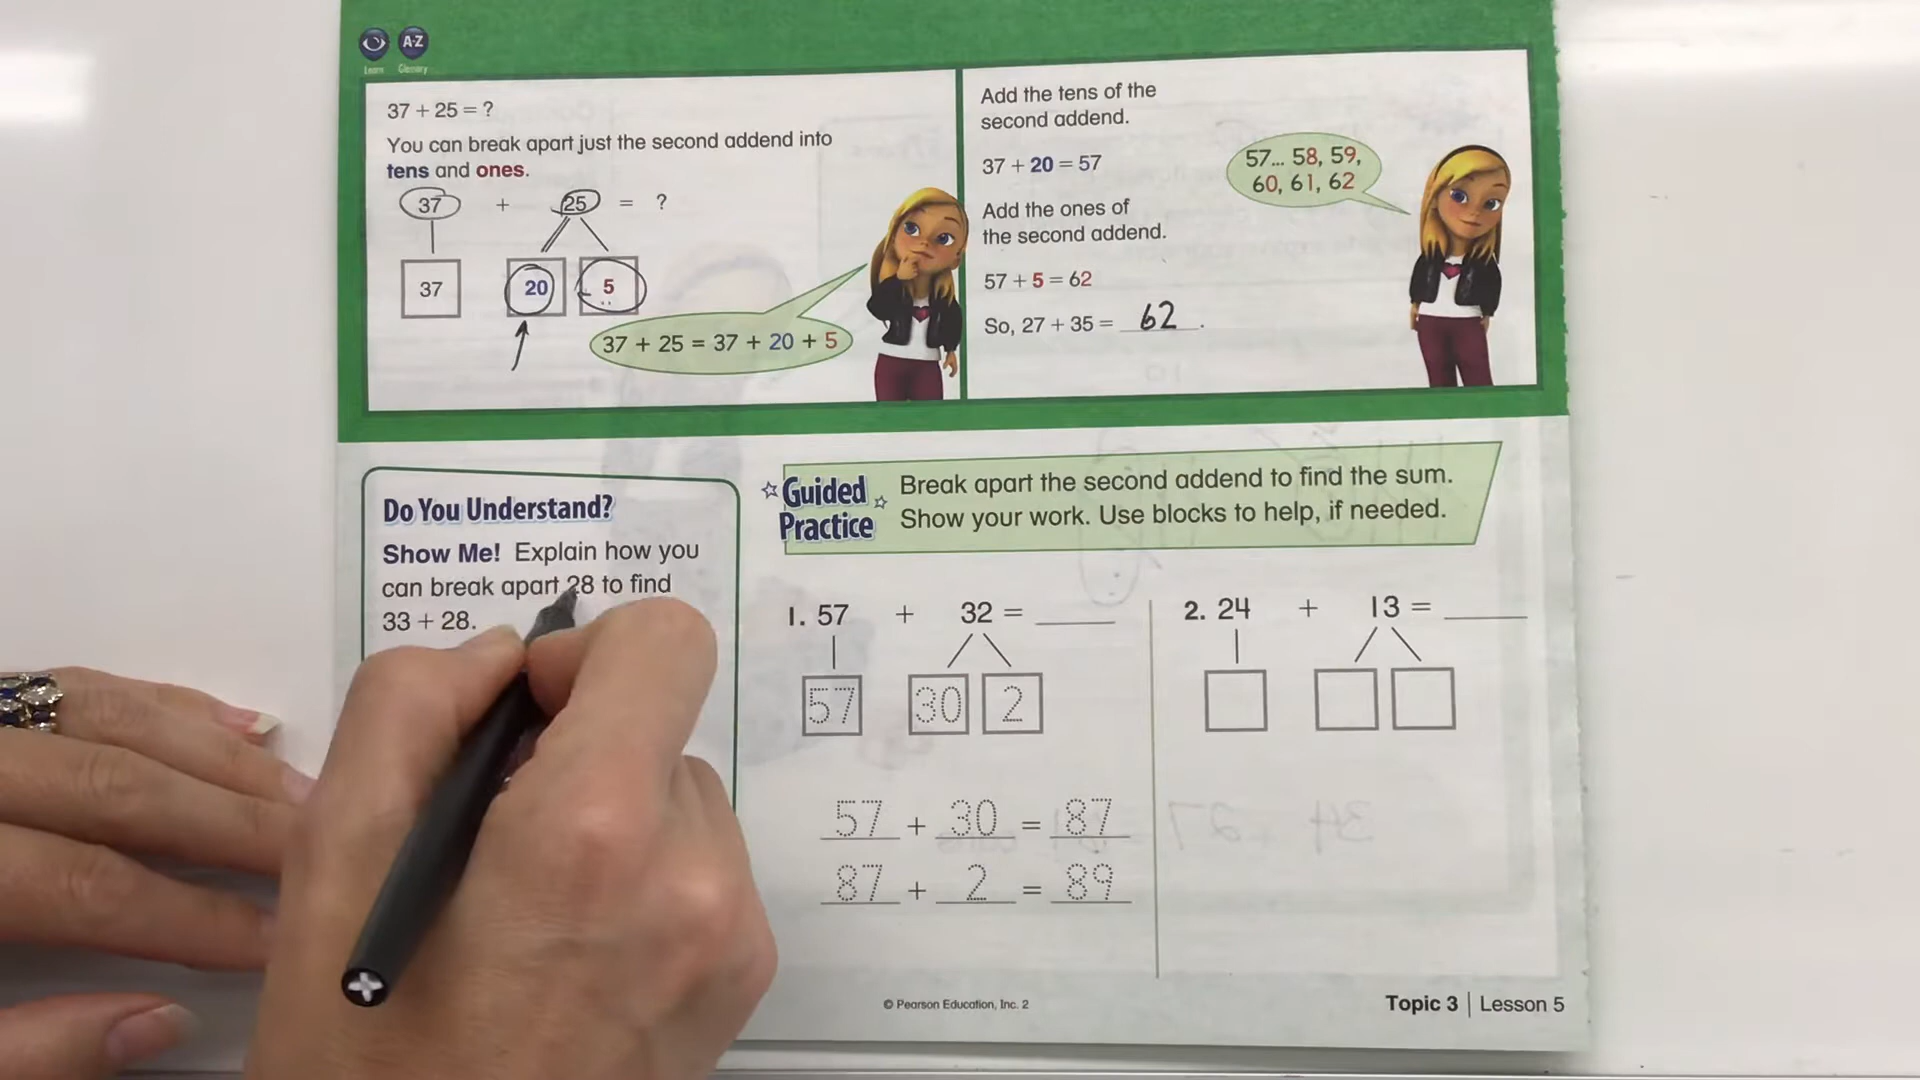 Learn Glossary
A-Z
37 + 25 = ?
You can break apart just the second addend into
tens and ones.
37 + 25 = ?
37 20 5
37 + 25 = 37 + 20 + 5
Add the tens of the
second addend.
37 + 20 = 57
Add the ones of
the second addend.
57 + 5 = 62
So, 27 + 35 = 62.
57... 58, 59,
60, 61, 62
Do You Understand?
Show Me! Explain how you
can break apart 28 to find
33 + 28.
Guided
Practice
Break apart the second addend to find the sum.
Show your work. Use blocks to help, if needed.
1. 57 + 32 = ____
57 30 2
57 + 30 = 87
87 + 2 = 89
2. 24 + 13 = ____
© Pearson Education, Inc. 2
Topic 3 | Lesson 5